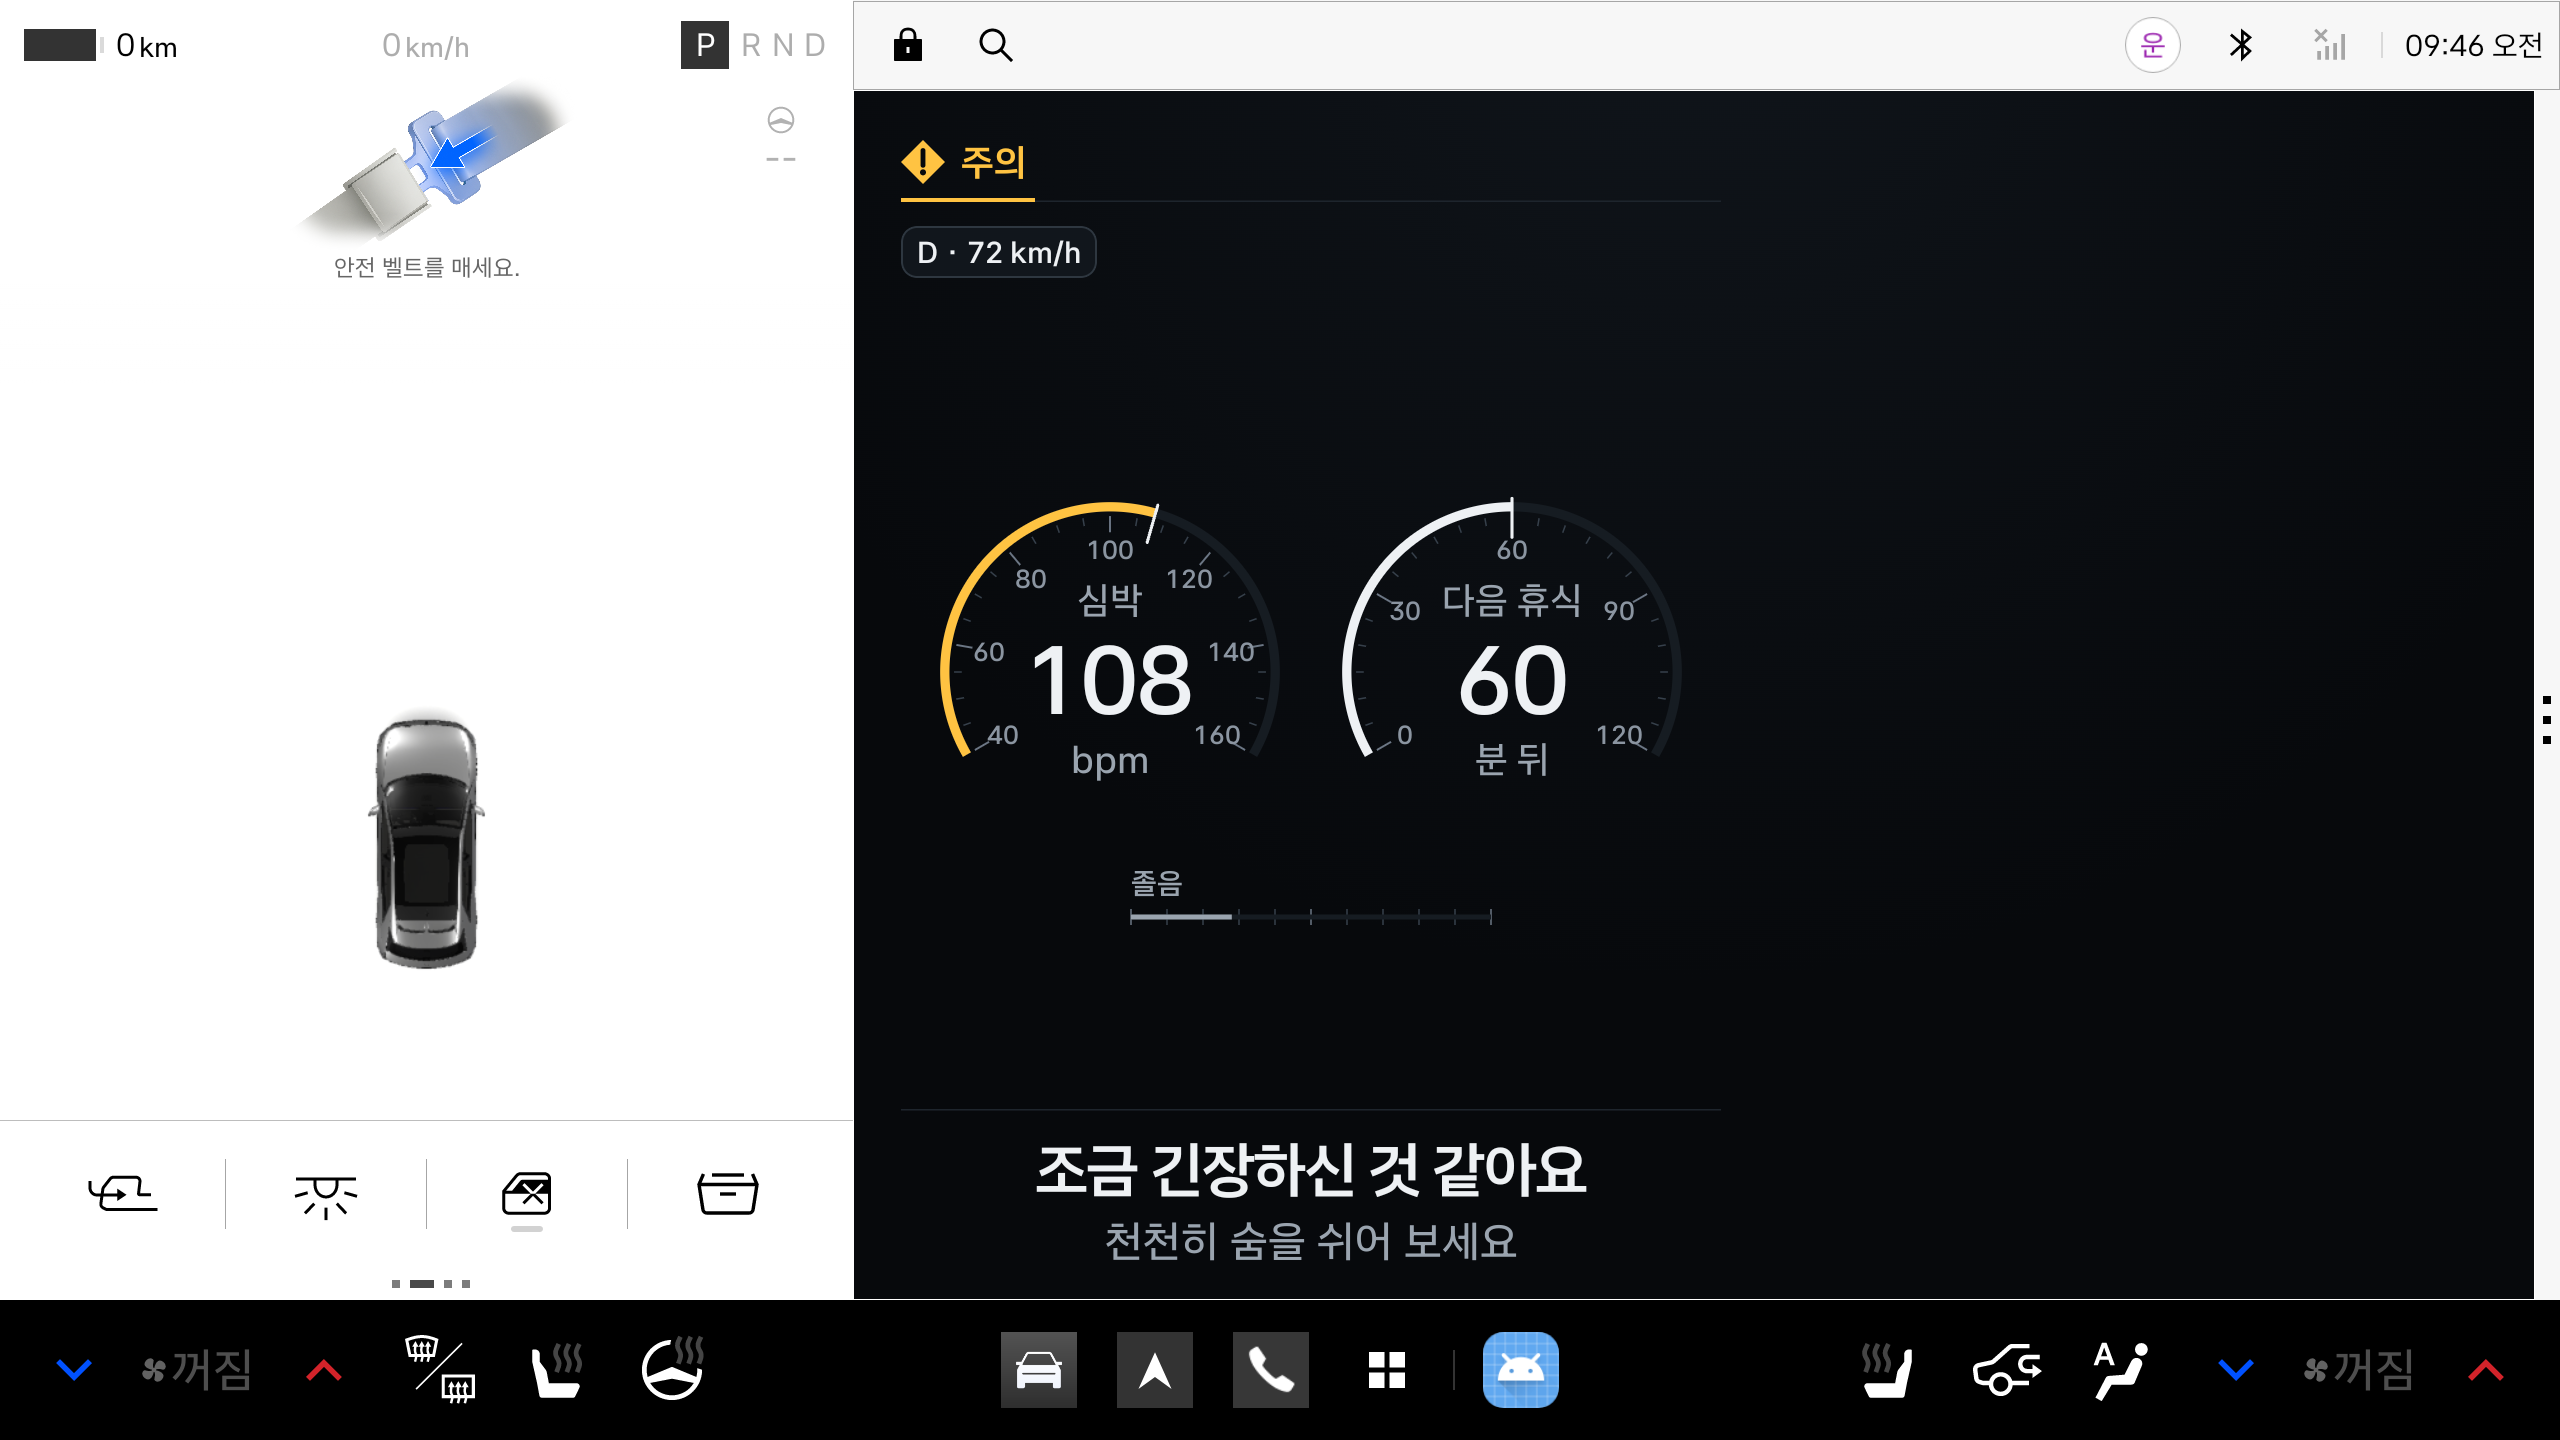 0 km
0 km/h
P R N D
--
안전 벨트를 매세요.
운
09:46 오전
주의
D · 72 km/h
40
60
80
100
120
140
160
심박
108
bpm
0
30
60
90
120
다음 휴식
60
분 뒤
졸음
조금 긴장하신 것 같아요
천천히 숨을 쉬어 보세요
꺼짐
A
꺼짐